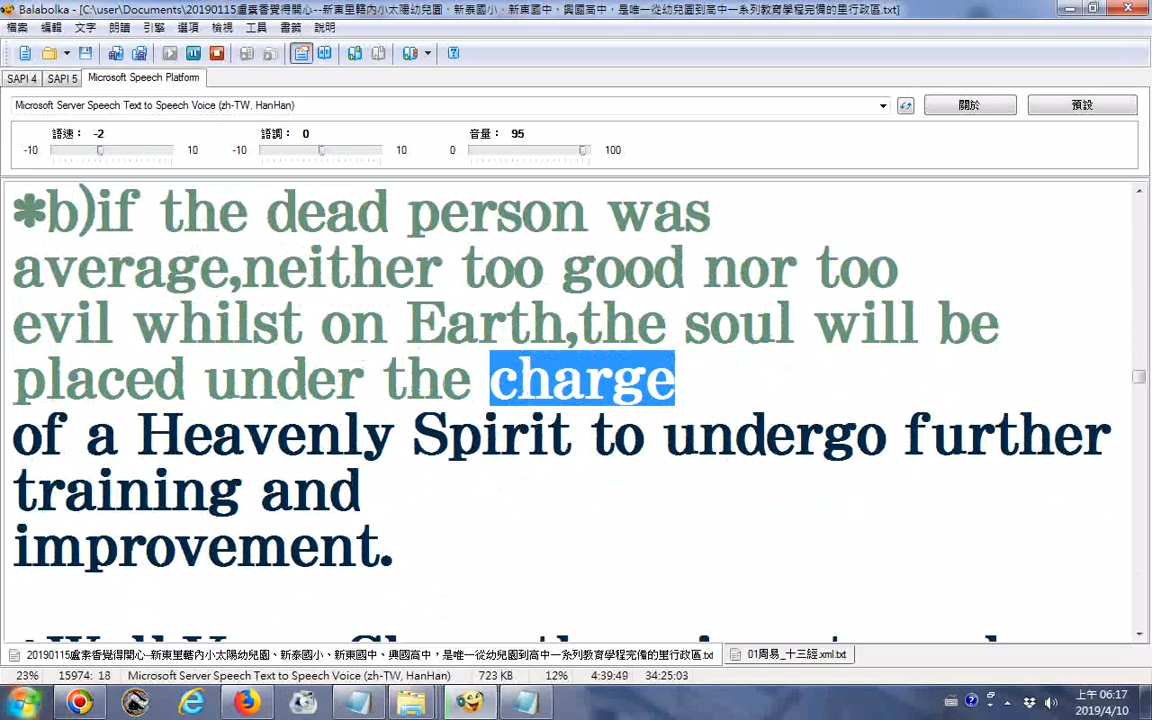 Balabolka - [C:\user\Documents\20190115盧素香覺得開心--新東里轄內小太陽幼兒園、新泰國小、新東國中、興國高中，是唯一從幼兒園到高中一系列教育學程完備的里行政區.txt]
檔案 編輯 文字 朗讀 引擎 選項 檢視 工具 書籤 說明
SAPI 4 SAPI 5 Microsoft Speech Platform
Microsoft Server Speech Text to Speech Voice (zh-TW, HanHan) 關於 預設
語速： -2 語調： 0 音量： 95
-10 10 -10 10 0 100
*b)if the dead person was
average,neither too good nor too
evil whilst on Earth,the soul will be
placed under the charge
of a Heavenly Spirit to undergo further
training and
improvement.
20190115盧素香覺得開心--新東里轄內小太陽幼兒園、新泰國小、新東國中、興國高中，是唯一從幼兒園到高中一系列教育學程完備的里行政區.txt 01周易_十三經.xml.txt
23% 15974: 18 Microsoft Server Speech Text to Speech Voice (zh-TW, HanHan) 723 KB 12% 4:39:49 34:25:03
上午 06:17
2019/4/10